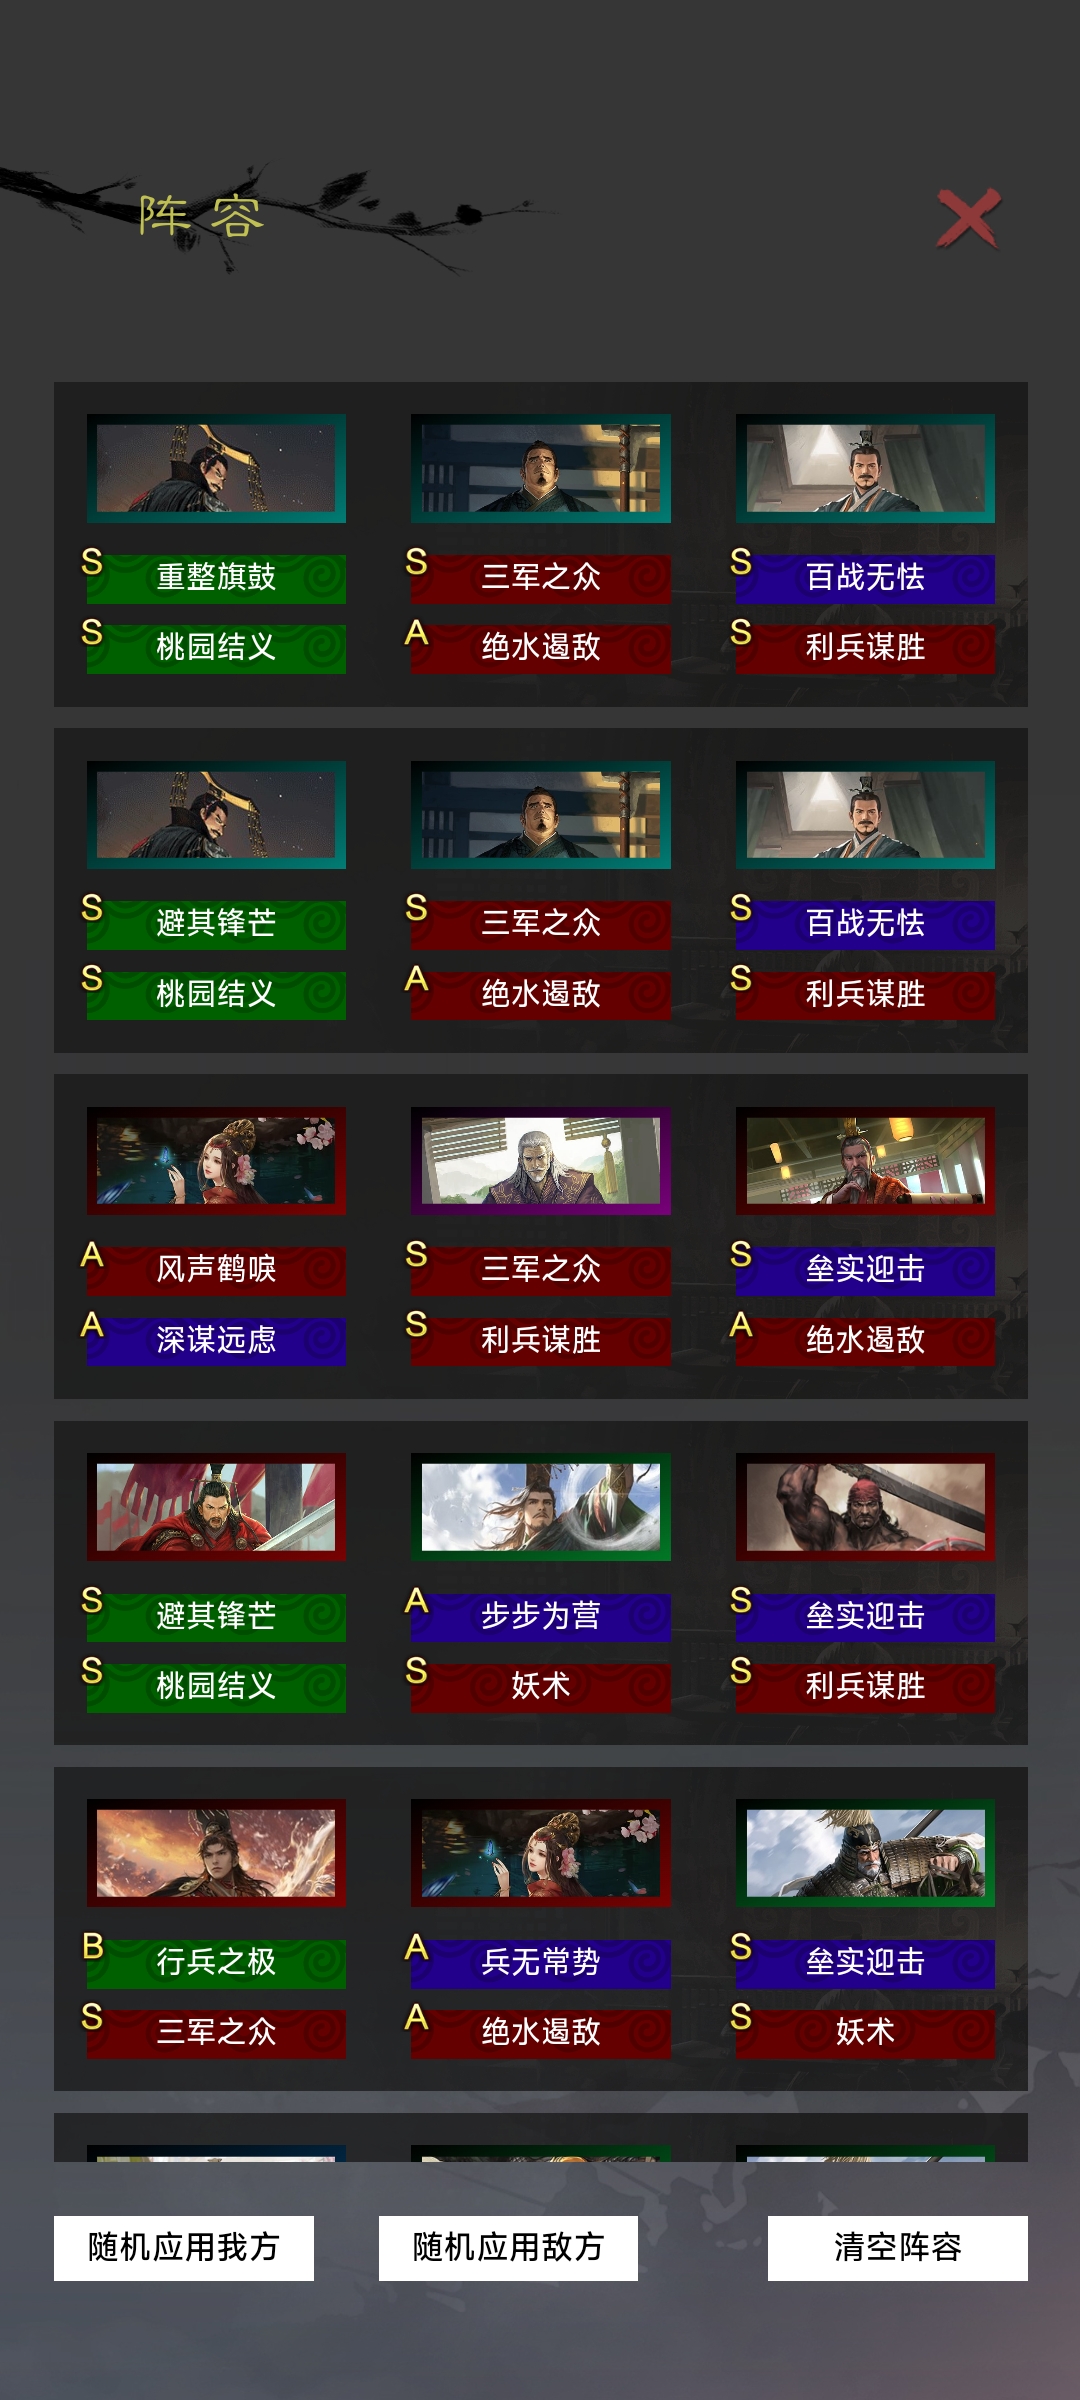 阵容
S 重整旗鼓 S 三军之众 S 百战无怯
S 桃园结义 A 绝水遏敌 S 利兵谋胜
S 避其锋芒 S 三军之众 S 百战无怯
S 桃园结义 A 绝水遏敌 S 利兵谋胜
A 风声鹤唳 S 三军之众 S 垒实迎击
A 深谋远虑 S 利兵谋胜 A 绝水遏敌
S 避其锋芒 A 步步为营 S 垒实迎击
S 桃园结义 S 妖术 S 利兵谋胜
B 行兵之极 A 兵无常势 S 垒实迎击
S 三军之众 A 绝水遏敌 S 妖术
随机应用我方 随机应用敌方 清空阵容